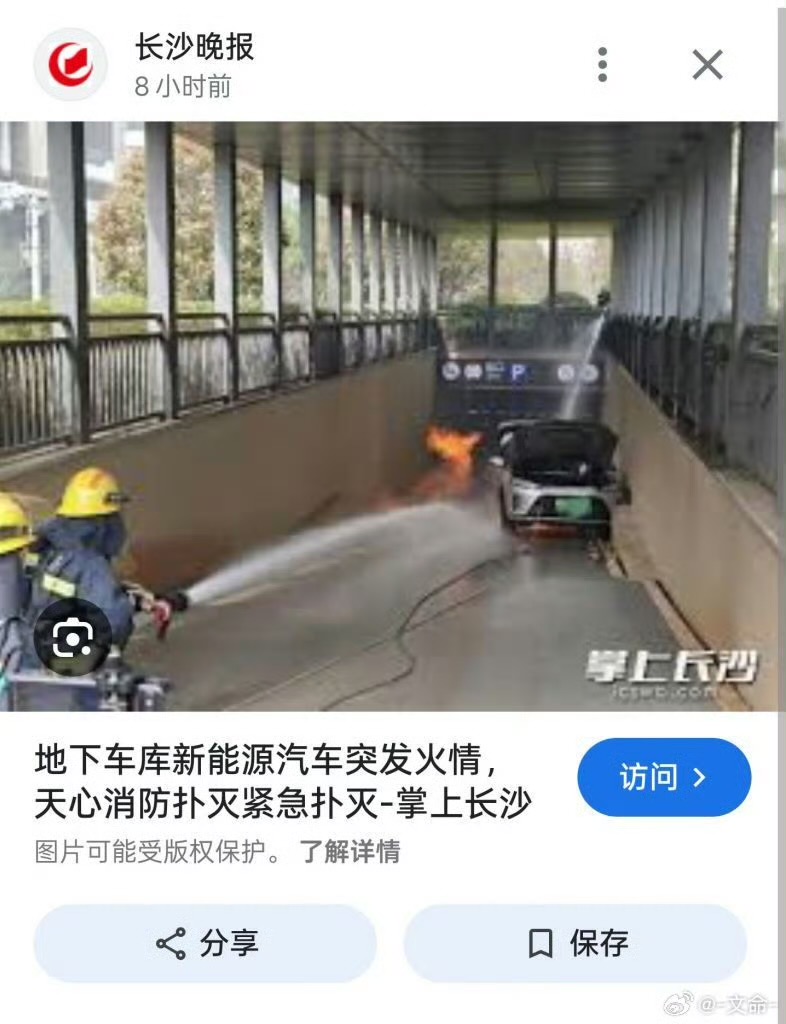 长沙晚报
8 小时前
P
掌上长沙
icswb.com
地下车库新能源汽车突发火情，
天心消防扑灭紧急扑灭-掌上长沙
访问
图片可能受版权保护。 了解详情
分享
保存
@-文命-